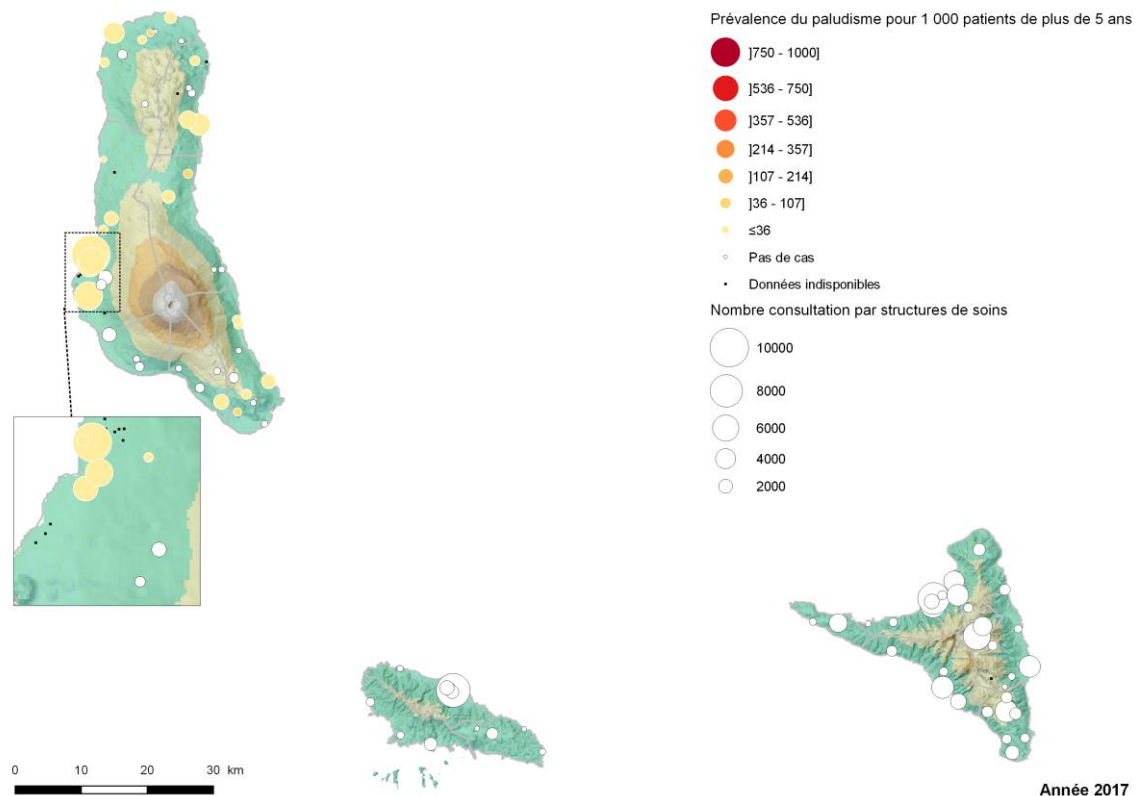 Prévalence du paludisme pour 1 000 patients de plus de 5 ans
]750 - 1000]
]536 - 750]
]357 - 536]
]214 - 357]
]107 - 214]
]36 - 107]
≤36
Pas de cas
Données indisponibles
Nombre consultation par structures de soins
10000
8000
6000
4000
2000
0 10 20 30 km
Année 2017